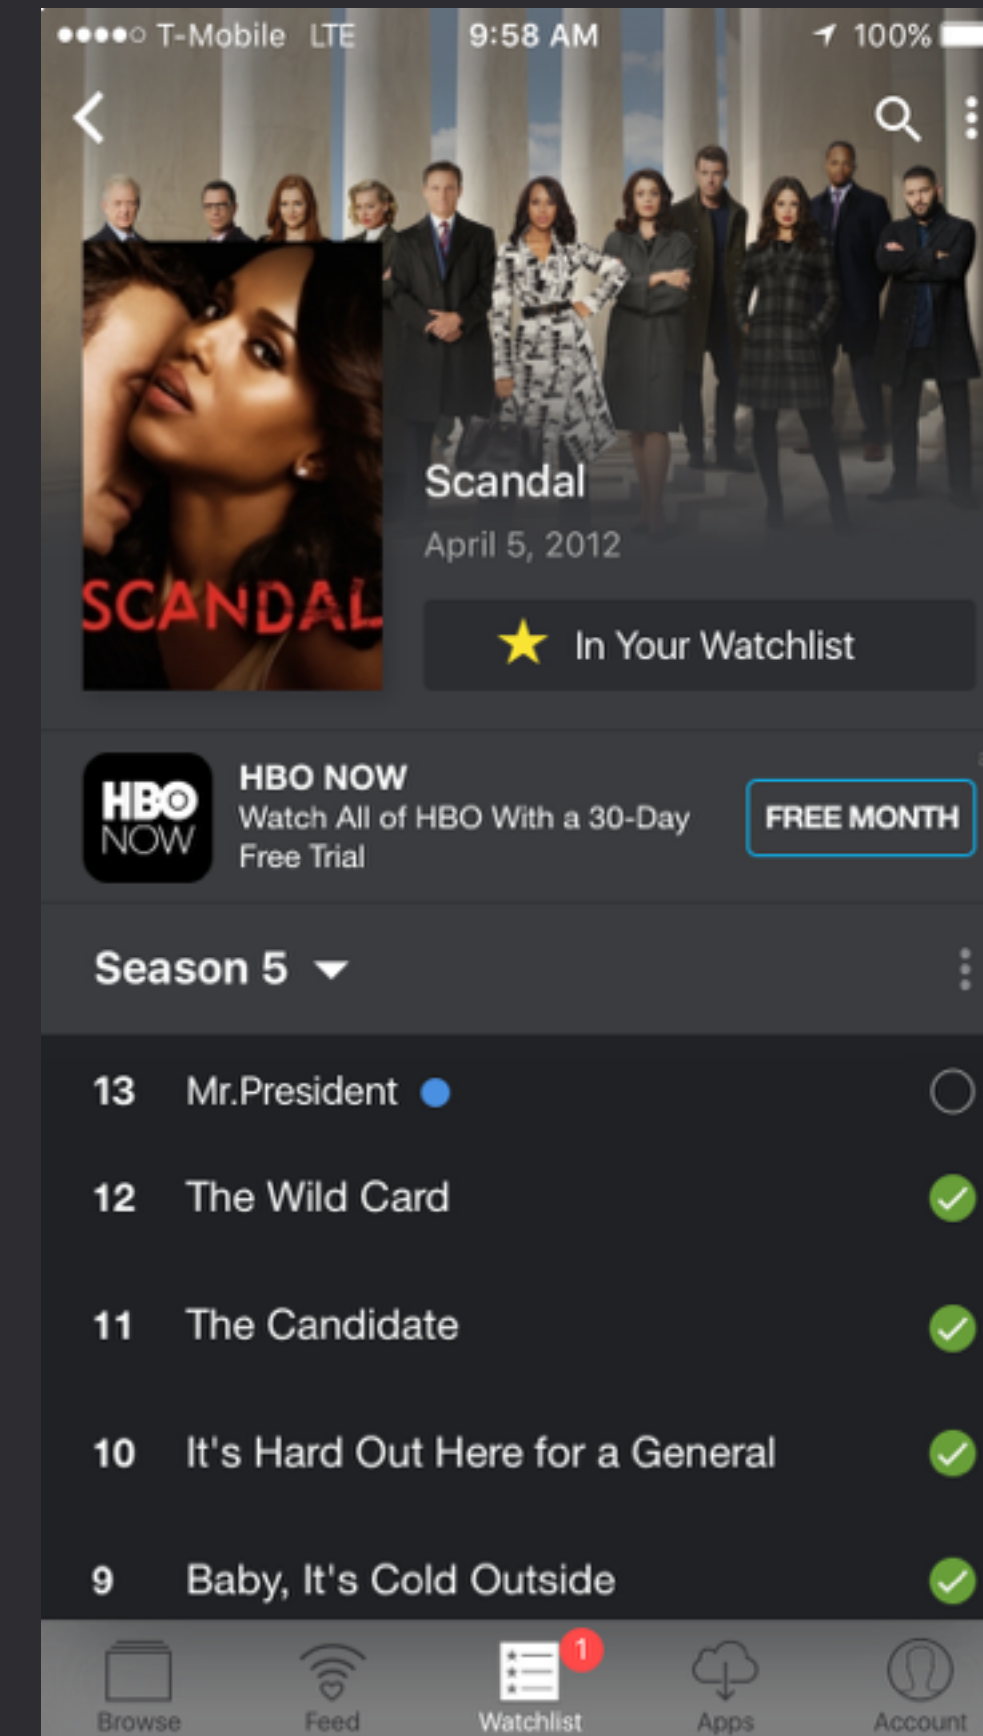 T-Mobile LTE 9:58 AM 100%
SCANDAL
Scandal
April 5, 2012
In Your Watchlist
HBO NOW
HBO NOW
Watch All of HBO With a 30-Day
Free Trial
FREE MONTH
Season 5
13 Mr.President
12 The Wild Card
11 The Candidate
10 It's Hard Out Here for a General
9 Baby, It's Cold Outside
1
Browse Feed Watchlist Apps Account